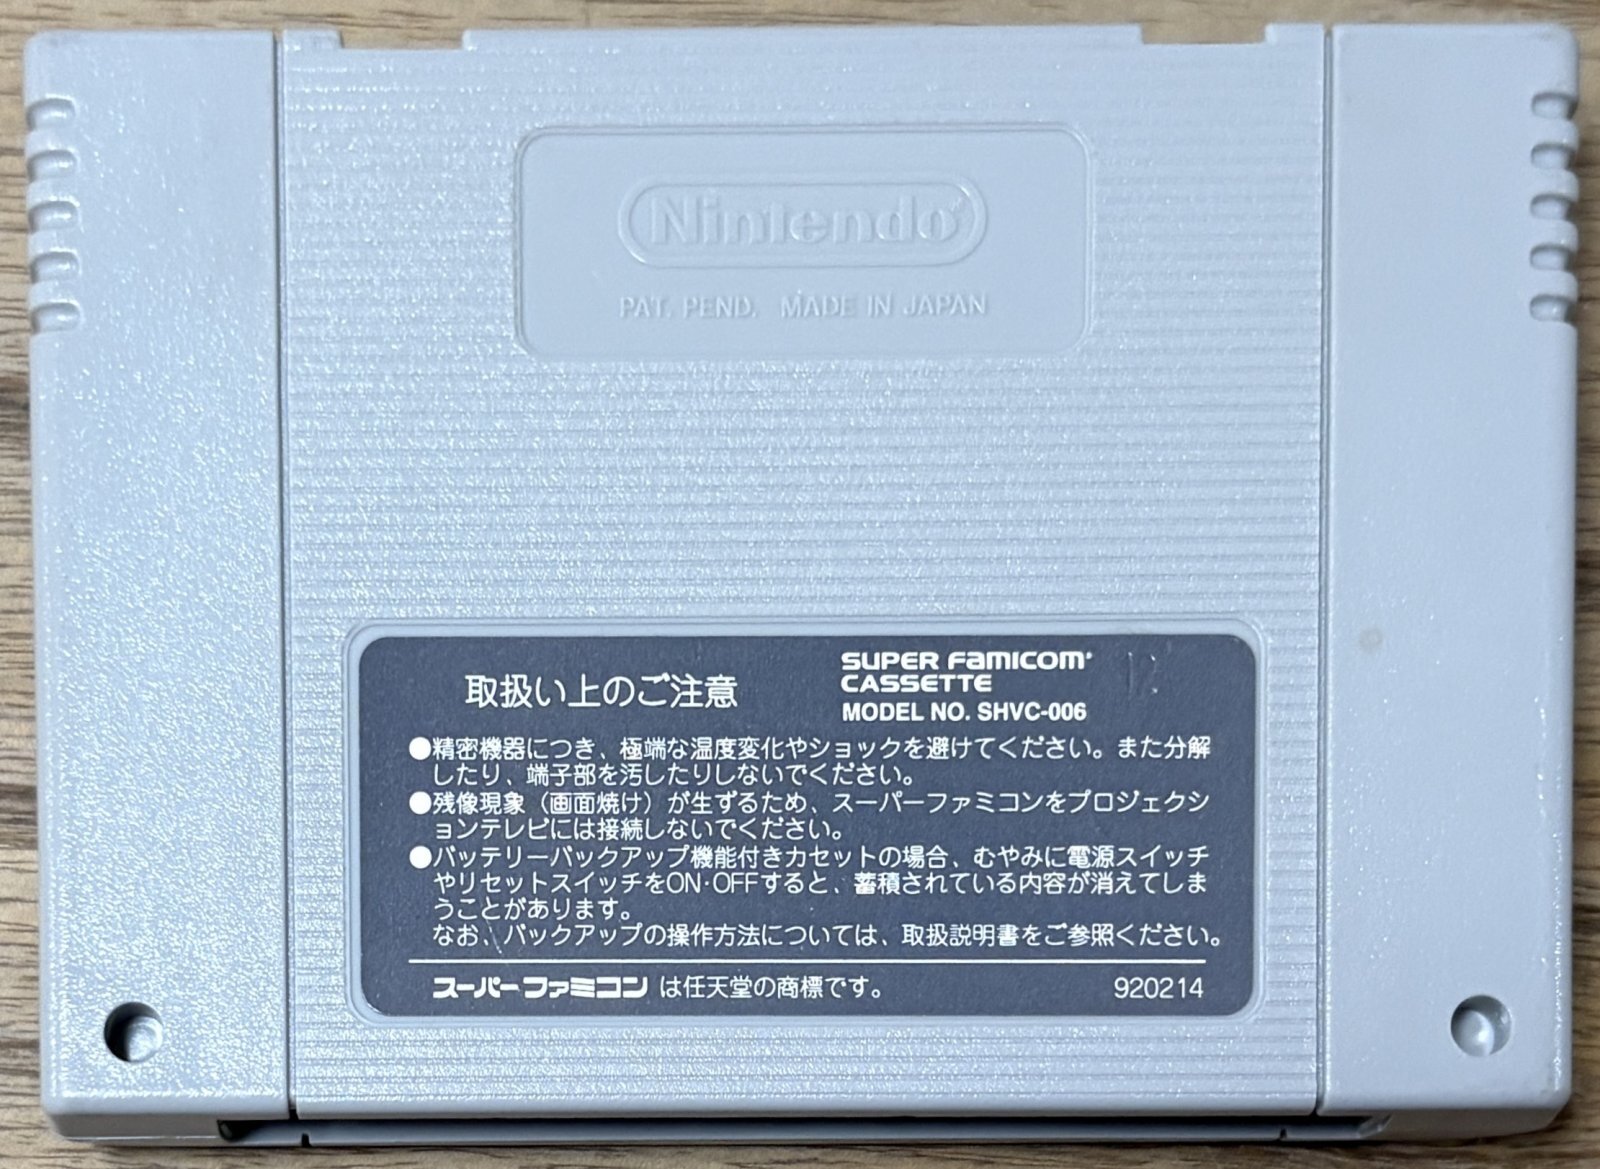 Nintendo
PAT. PEND. MADE IN JAPAN
取扱い上のご注意
SUPER FAMICOM
CASSETTE
MODEL NO. SHVC-006
12
●精密機器につき、極端な温度変化やショックを避けてください。また分解
したり、端子部を汚したりしないでください。
●残像現象（画面焼け）が生ずるため、スーパーファミコンをプロジェクシ
ョンテレビには接続しないでください。
●バッテリーバックアップ機能付きカセットの場合、むやみに電源スイッチ
やリセットスイッチをON・OFFすると、蓄積されている内容が消えてしま
うことがあります。
なお、バックアップの操作方法については、取扱説明書をご参照ください。
スーパーファミコンは任天堂の商標です。
920214